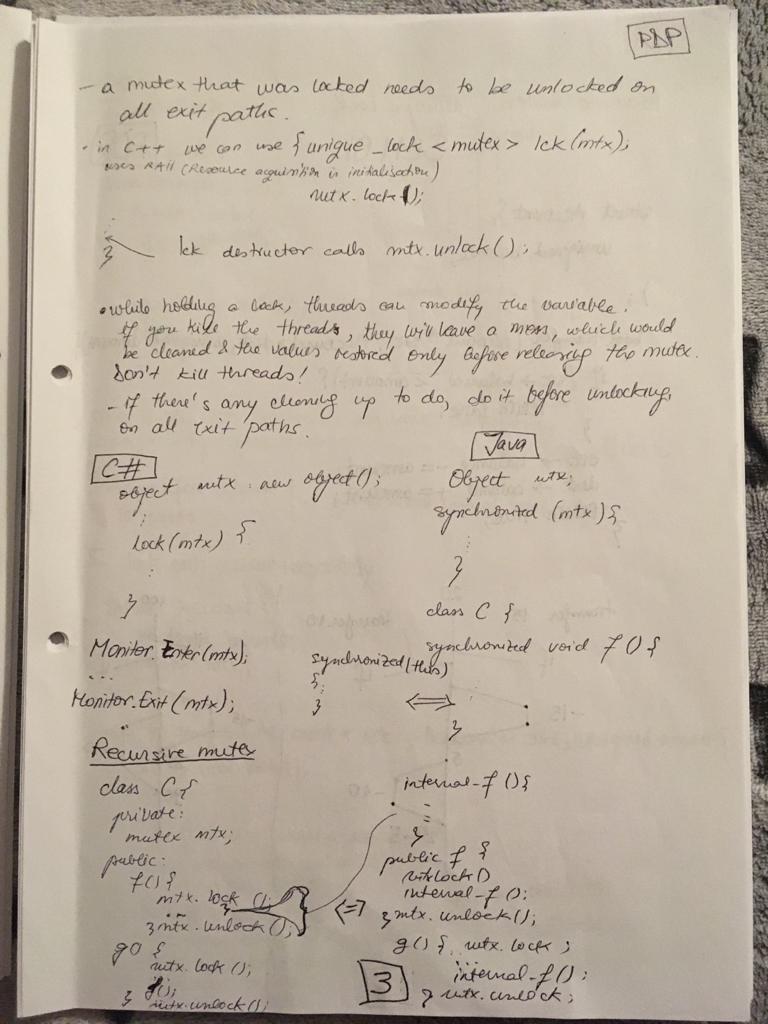 PDP
- a mutex that was locked needs to be unlocked on
all exit paths.
· in C++ we can use { unique_lock <mutex> lck(mtx);
uses RAII (Resource acquisition is initialisation)
mtx.lock();
⋮
} lck destructor calls mtx.unlock();
• while holding a lock, threads can modify the variable.
If you kill the threads, they will leave a mess, which would
be cleaned & the values restored only before releasing the mutex.
Don't kill threads!
- if there's any cleaning up to do, do it before unlocking,
on all exit paths.
C#
object mtx = new object();
⋮
lock(mtx) {
⋮
}
Monitor.Enter(mtx);
...
Monitor.Exit(mtx);
Java
Object mtx;
synchronized (mtx) {
⋮
}
class C {
synchronized void f() {
synchronized(this)
{
⋮
}
<=>
⋮
}
Recursive mutex
class C {
private:
mutex mtx;
public:
f() {
mtx.lock();
...
} mtx.unlock();
g() {
mtx.lock();
f();
} mtx.unlock();
<=>
internal-f() {
=
}
public f {
mtxlock()
internal-f();
} mtx.unlock();
g() { mtx.lock;
...
internal-f();
} mtx.unlock;
3